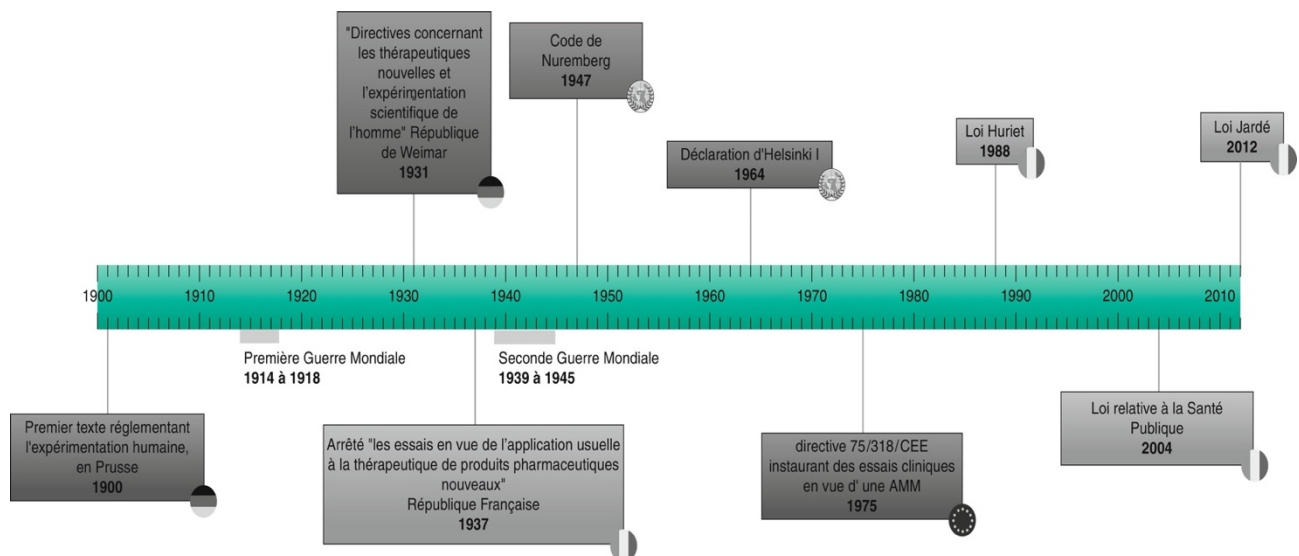 "Directives concernant
les thérapeutiques
nouvelles et
l'expérimentation
scientifique de
l'homme" République
de Weimar
1931
Code de
Nuremberg
1947
Déclaration d'Helsinki I
1964
Loi Huriet
1988
Loi Jardé
2012
1900 1910 1920 1930 1940 1950 1960 1970 1980 1990 2000 2010
Première Guerre Mondiale
1914 à 1918
Seconde Guerre Mondiale
1939 à 1945
Premier texte réglementant
l'expérimentation humaine,
en Prusse
1900
Arrêté "les essais en vue de l'application usuelle
à la thérapeutique de produits pharmaceutiques
nouveaux"
République Française
1937
directive 75/318/CEE
instaurant des essais cliniques
en vue d' une AMM
1975
Loi relative à la Santé
Publique
2004